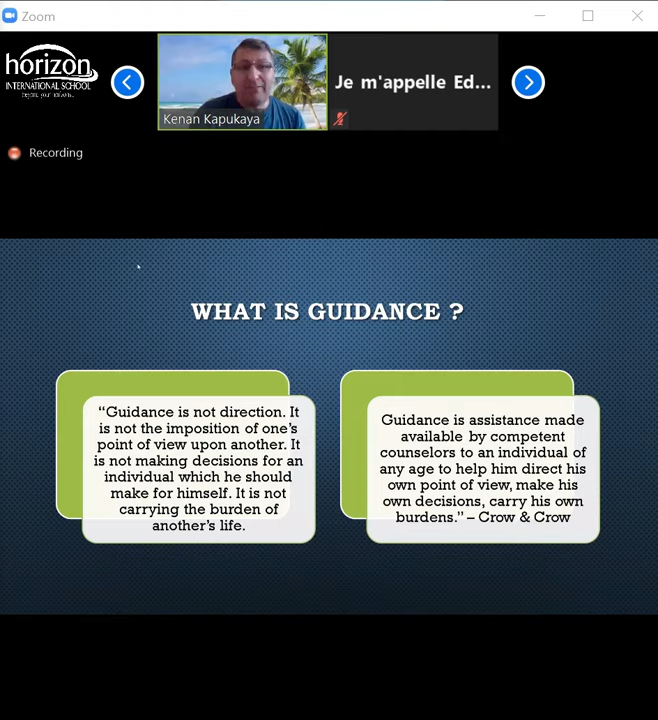 Zoom
horizon
INTERNATIONAL SCHOOL
Kenan Kapukaya
Je m'appelle Ed...
Recording
WHAT IS GUIDANCE ?
“Guidance is not direction. It
is not the imposition of one’s
point of view upon another. It
is not making decisions for an
individual which he should
make for himself. It is not
carrying the burden of
another’s life.
Guidance is assistance made
available by competent
counselors to an individual of
any age to help him direct his
own point of view, make his
own decisions, carry his own
burdens.” – Crow & Crow